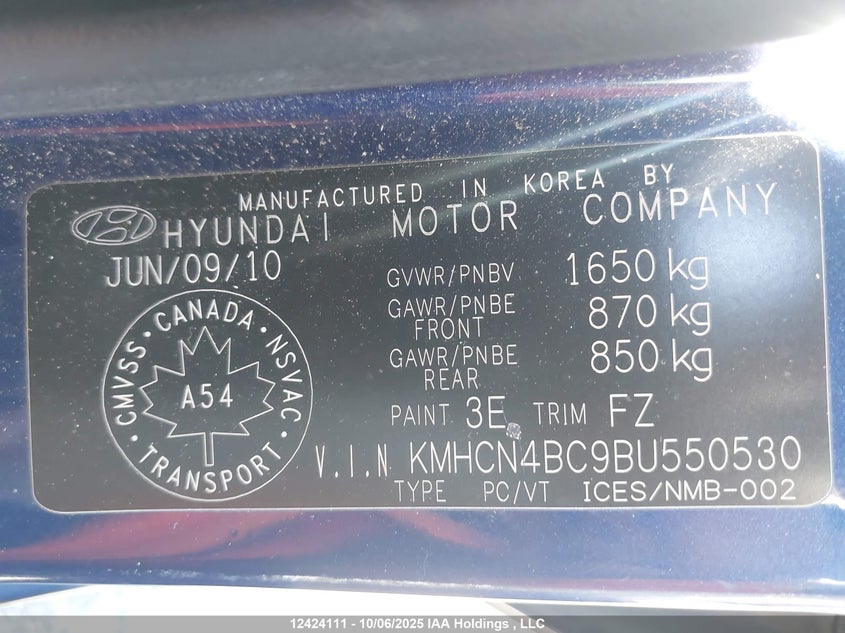 MANUFACTURED IN KOREA BY
HYUNDAI MOTOR COMPANY
JUN/09/10
GVWR/PNBV 1650 kg
GAWR/PNBE FRONT 870 kg
GAWR/PNBE REAR 850 kg
CMVSS · CANADA · NSVAC · TRANSPORT ·
A54
PAINT 3E TRIM FZ
V.I.N KMHCN4BC9BU550530
TYPE PC/VT ICES/NMB-002
12424111 - 10/06/2025 IAA Holdings , LLC